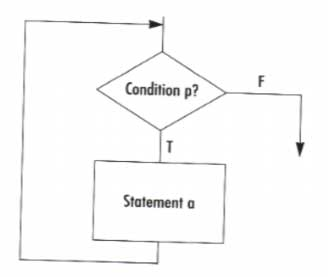 Condition p?
F
T
Statement a